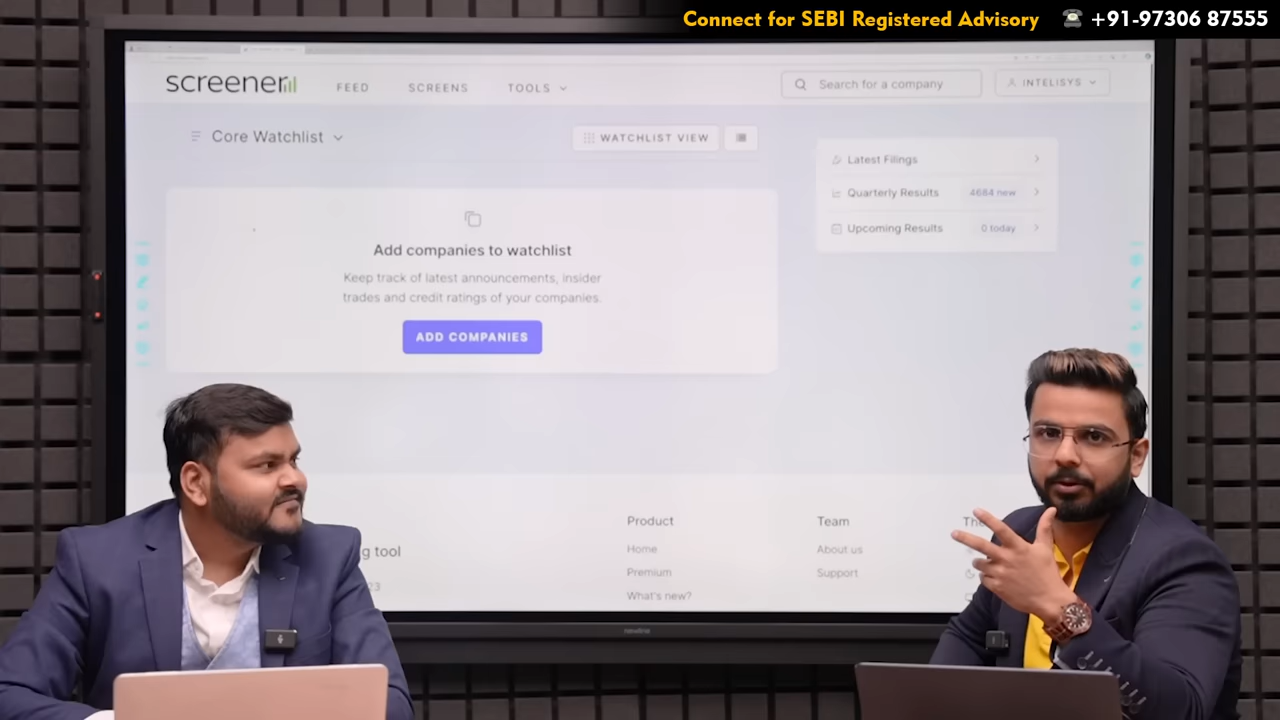 Connect for SEBI Registered Advisory ☎ +91-97306 87555
screener
FEED
SCREENS
TOOLS
Search for a company
INTELISYS
Core Watchlist
WATCHLIST VIEW
Add companies to watchlist
Keep track of latest announcements, insider
trades and credit ratings of your companies.
ADD COMPANIES
Latest Filings
Quarterly Results 4684 new
Upcoming Results 0 today
Product
Home
Premium
What's new?
Team
About us
Support
tool